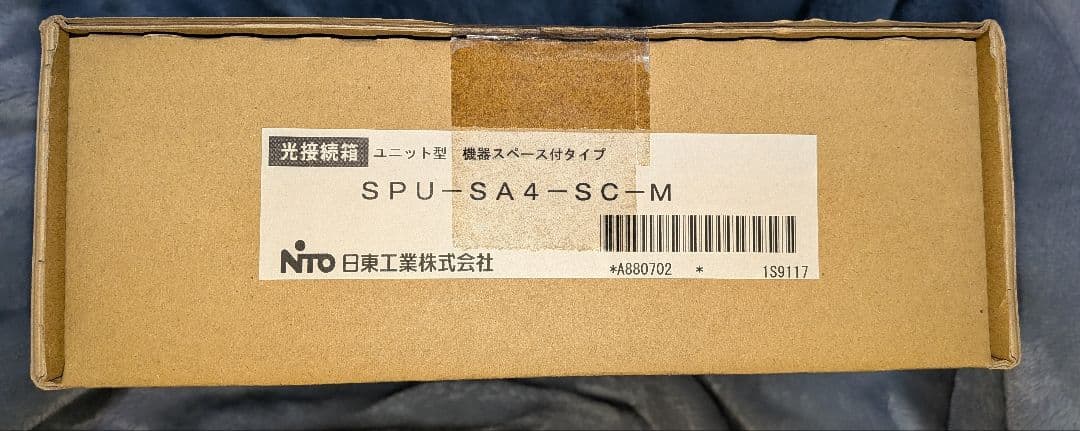 光接続箱 ユニット型 機器スペース付タイプ
SPU-SA4-SC-M
NITO 日東工業株式会社
*A880702 * 1S9117